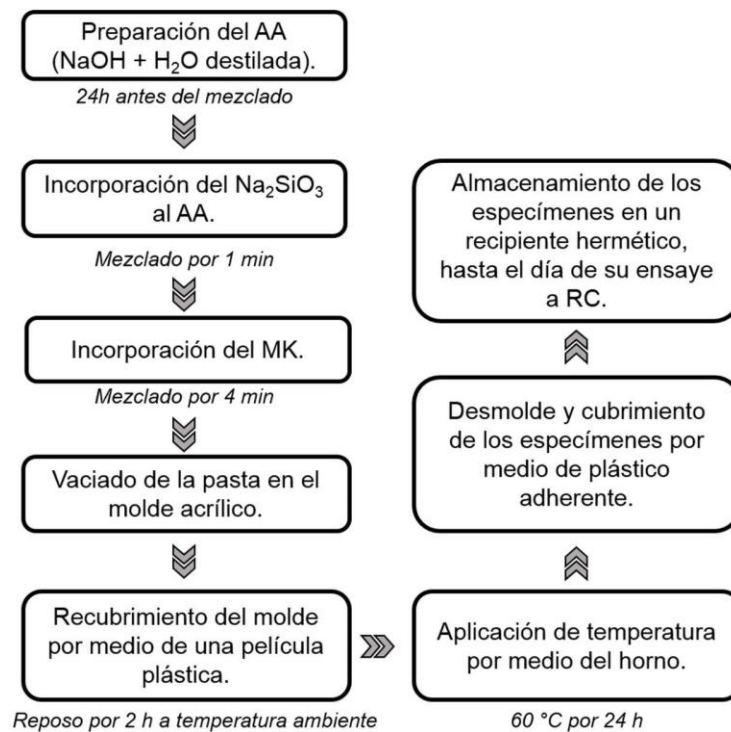 Preparación del AA
(NaOH + H₂O destilada).
24h antes del mezclado
Incorporación del Na₂SiO₃
al AA.
Mezclado por 1 min
Incorporación del MK.
Mezclado por 4 min
Vaciado de la pasta en el
molde acrílico.
Recubrimiento del molde
por medio de una película
plástica.
Reposo por 2 h a temperatura ambiente
Aplicación de temperatura
por medio del horno.
60 °C por 24 h
Desmolde y cubrimiento
de los especímenes por
medio de plástico
adherente.
Almacenamiento de los
especímenes en un
recipiente hermético,
hasta el día de su ensaye
a RC.